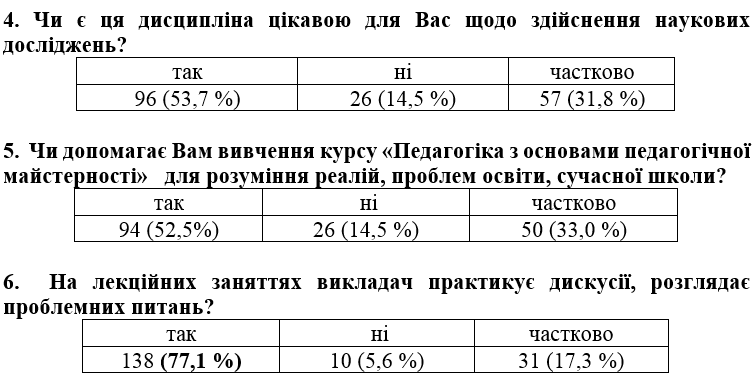 4. Чи є ця дисципліна цікавою для Вас щодо здійснення наукових
досліджень?
так ні частково
96 (53,7 %) 26 (14,5 %) 57 (31,8 %)
5. Чи допомагає Вам вивчення курсу «Педагогіка з основами педагогічної
майстерності» для розуміння реалій, проблем освіти, сучасної школи?
так ні частково
94 (52,5%) 26 (14,5 %) 50 (33,0 %)
6. На лекційних заняттях викладач практикує дискусії, розглядає
проблемних питань?
так ні частково
138 (77,1 %) 10 (5,6 %) 31 (17,3 %)